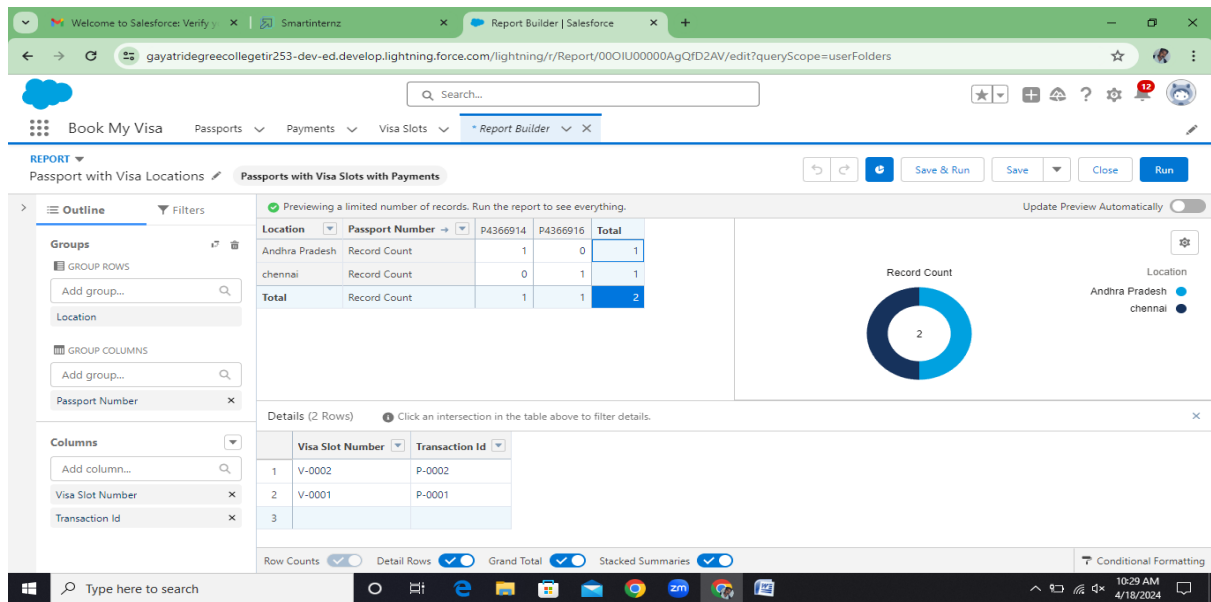 Welcome to Salesforce: Verify y
Smartinternz
Report Builder | Salesforce
gayatridegreecollegetir253-dev-ed.develop.lightning.force.com/lightning/r/Report/00OIU00000AgQfD2AV/edit?queryScope=userFolders
Search...
12
Book My Visa Passports Payments Visa Slots * Report Builder
REPORT
Passport with Visa Locations Passports with Visa Slots with Payments
Save & Run Save Close Run
Outline Filters
Previewing a limited number of records. Run the report to see everything. Update Preview Automatically
Groups
GROUP ROWS
Add group...
Location
GROUP COLUMNS
Add group...
Passport Number
Columns
Add column...
Visa Slot Number
Transaction Id
Location Passport Number P4366914 P4366916 Total
Andhra Pradesh Record Count 1 0 1
chennai Record Count 0 1 1
Total Record Count 1 1 2
Record Count
2
Location
Andhra Pradesh
chennai
Details (2 Rows) Click an intersection in the table above to filter details.
Visa Slot Number Transaction Id
1 V-0002 P-0002
2 V-0001 P-0001
3
Row Counts Detail Rows Grand Total Stacked Summaries Conditional Formatting
Type here to search
zm
10:29 AM
4/18/2024